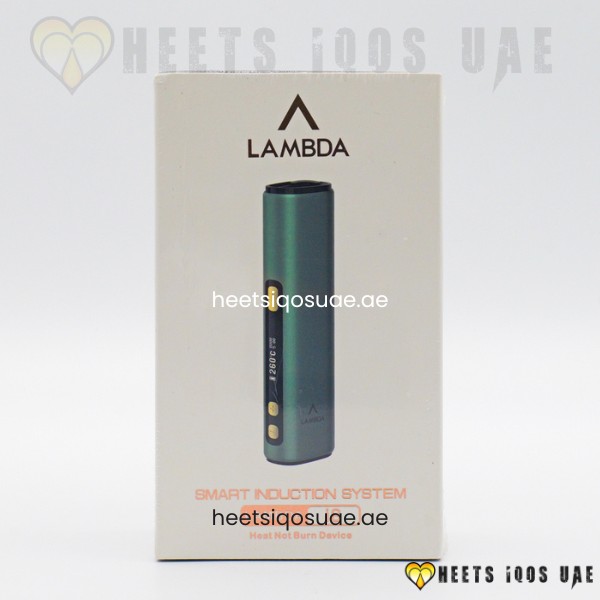 HEETS iQOS UAE
LAMBDA
heetsiqosuae.ae
260°C
LAMBDA
SMART INDUCTION SYSTEM
heetsiqosuae.ae
Heat Not Burn Device
HEETS iQOS UAE